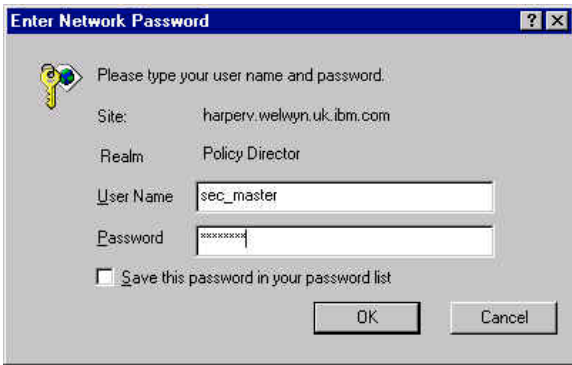 Enter Network Password
Please type your user name and password.
Site: harperv.welwyn.uk.ibm.com
Realm Policy Director
User Name sec_master
Password ********
Save this password in your password list
OK Cancel